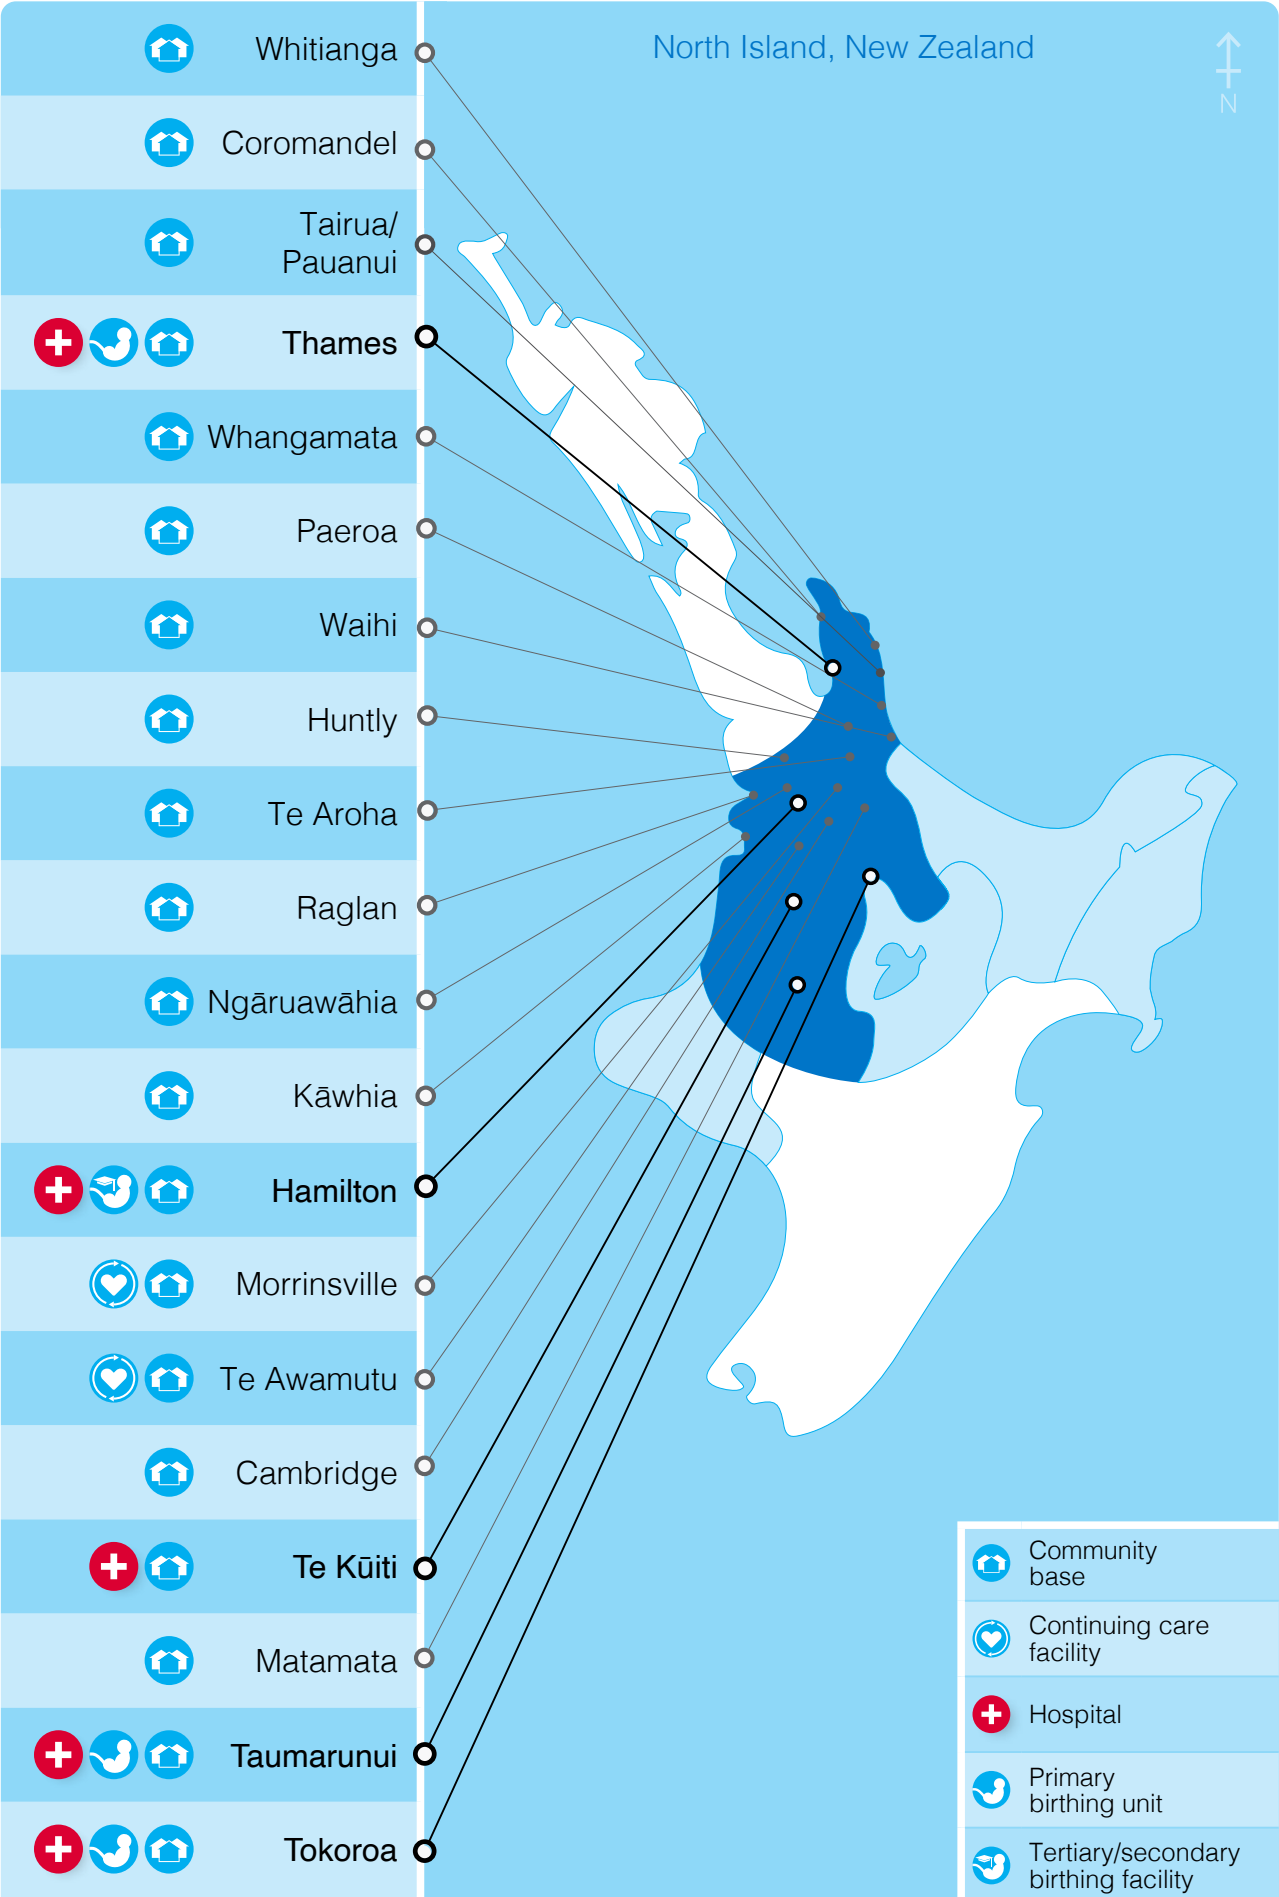 North Island, New Zealand
N
Whitianga
Coromandel
Tairua/
Pauanui
Thames
Whangamata
Paeroa
Waihi
Huntly
Te Aroha
Raglan
Ngāruawāhia
Kāwhia
Hamilton
Morrinsville
Te Awamutu
Cambridge
Te Kūiti
Matamata
Taumarunui
Tokoroa
Community
base
Continuing care
facility
Hospital
Primary
birthing unit
Tertiary/secondary
birthing facility